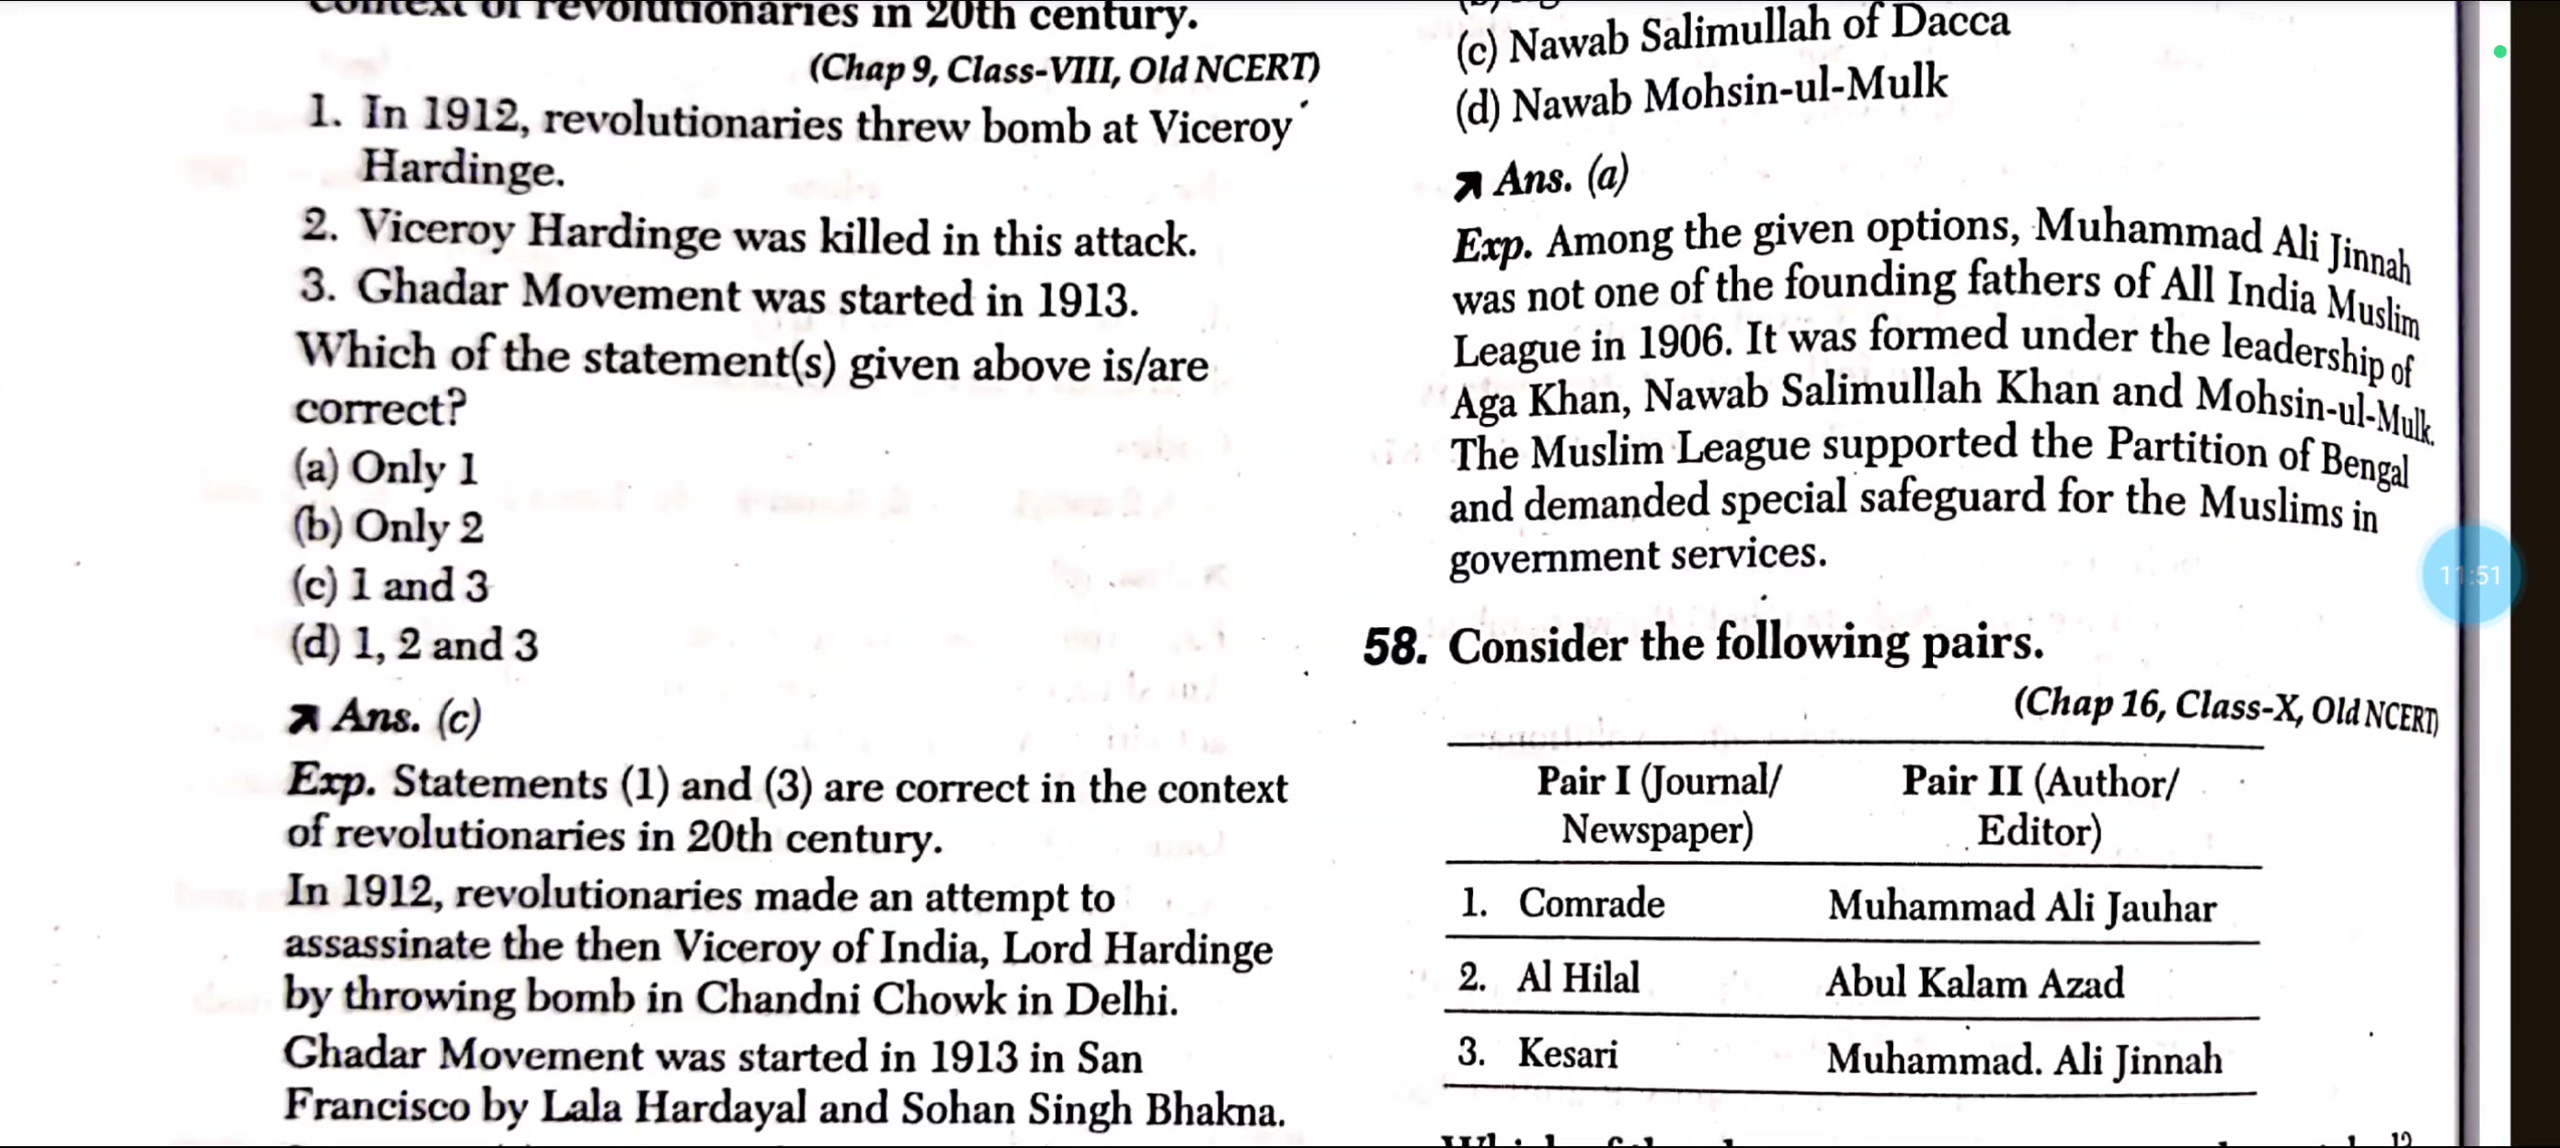 context of revolutionaries in 20th century.
(Chap 9, Class-VIII, Old NCERT)
1. In 1912, revolutionaries threw bomb at Viceroy
Hardinge.
2. Viceroy Hardinge was killed in this attack.
3. Ghadar Movement was started in 1913.
Which of the statement(s) given above is/are
correct?
(a) Only 1
(b) Only 2
(c) 1 and 3
(d) 1, 2 and 3
Ans. (c)
Exp. Statements (1) and (3) are correct in the context
of revolutionaries in 20th century.
In 1912, revolutionaries made an attempt to
assassinate the then Viceroy of India, Lord Hardinge
by throwing bomb in Chandni Chowk in Delhi.
Ghadar Movement was started in 1913 in San
Francisco by Lala Hardayal and Sohan Singh Bhakna.
(c) Nawab Salimullah of Dacca
(d) Nawab Mohsin-ul-Mulk
Ans. (a)
Exp. Among the given options, Muhammad Ali Jinnah
was not one of the founding fathers of All India Muslim
League in 1906. It was formed under the leadership of
Aga Khan, Nawab Salimullah Khan and Mohsin-ul-Mulk.
The Muslim League supported the Partition of Bengal
and demanded special safeguard for the Muslims in
government services.
58. Consider the following pairs.
(Chap 16, Class-X, Old NCERT)
Pair I (Journal/ Pair II (Author/
Newspaper) Editor)
1. Comrade Muhammad Ali Jauhar
2. Al Hilal Abul Kalam Azad
3. Kesari Muhammad. Ali Jinnah
11:51